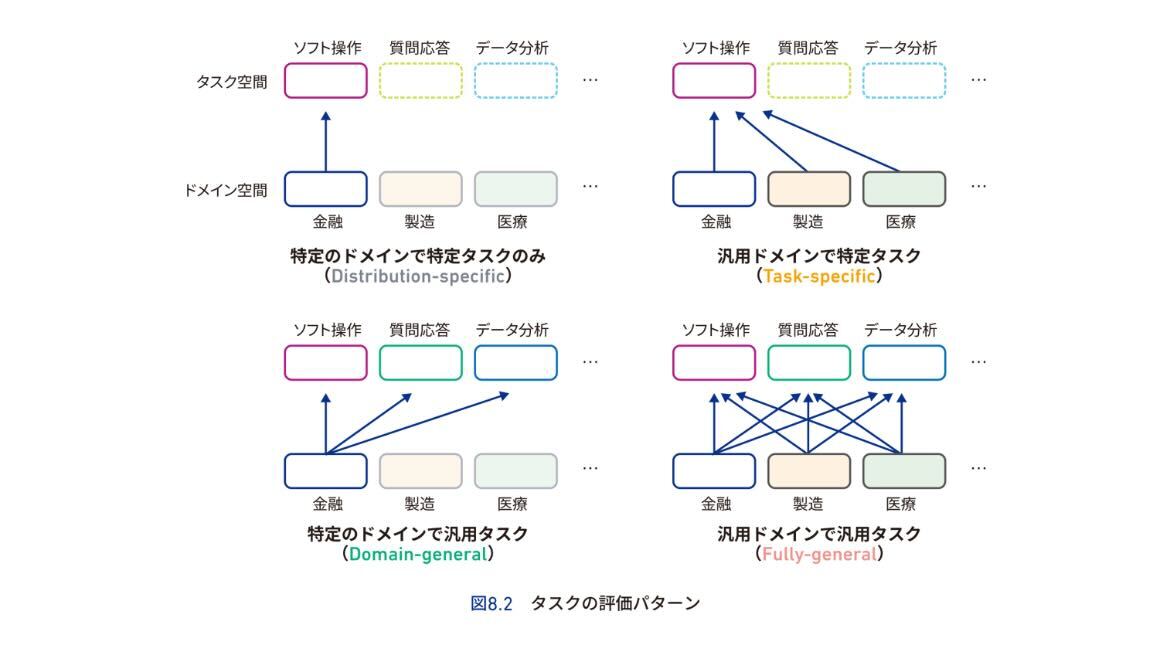 ソフト操作 質問応答 データ分析
タスク空間 …
ドメイン空間 …
金融 製造 医療
特定のドメインで特定タスクのみ
（Distribution-specific）
ソフト操作 質問応答 データ分析
…
…
金融 製造 医療
汎用ドメインで特定タスク
（Task-specific）
ソフト操作 質問応答 データ分析
…
…
金融 製造 医療
特定のドメインで汎用タスク
（Domain-general）
ソフト操作 質問応答 データ分析
…
…
金融 製造 医療
汎用ドメインで汎用タスク
（Fully-general）
図8.2 タスクの評価パターン